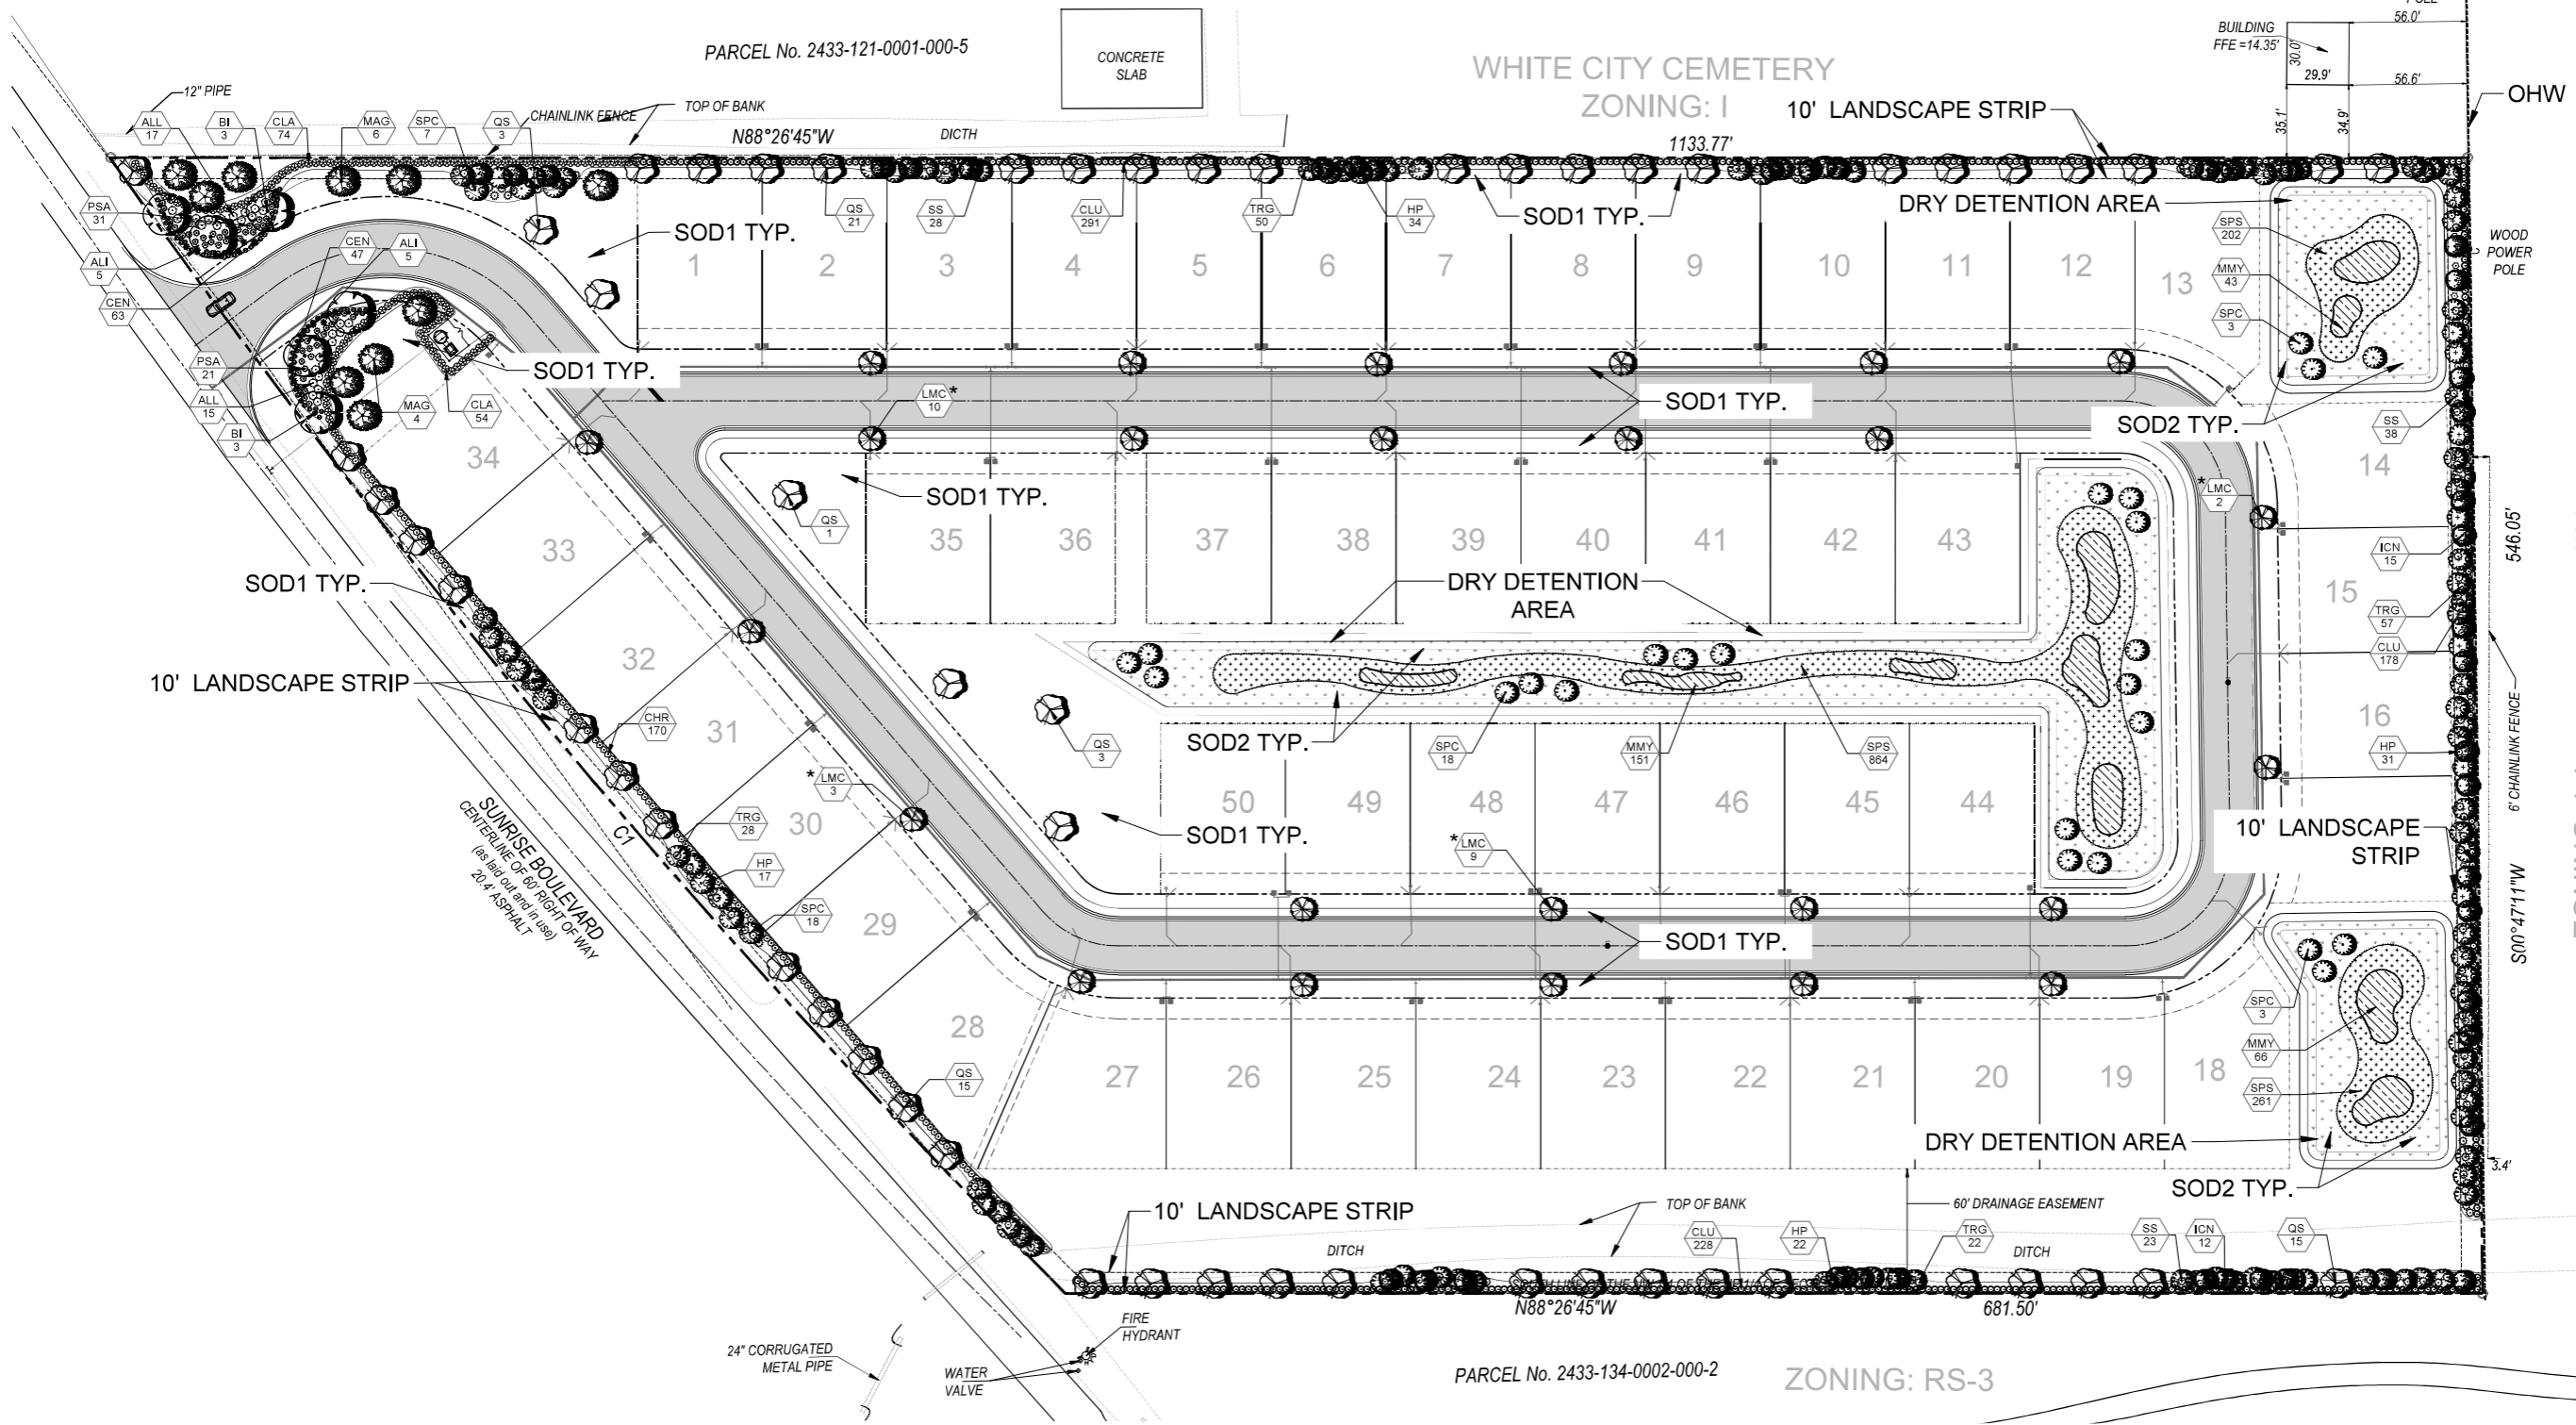 POLE
56.0'
BUILDING
FFE =14.35'
30.0'
29.9'
56.6'
35.1'
34.9'
OHW
PARCEL No. 2433-121-0001-000-5
CONCRETE
SLAB
WHITE CITY CEMETERY
ZONING: I
10' LANDSCAPE STRIP
12" PIPE
CHAINLINK FENCE
TOP OF BANK
N88°26'45"W
DICTH
1133.77'
ALL
17
BI
3
CLA
74
MAG
6
SPC
7
QS
3
PSA
31
ALI
5
CEN
63
CEN
47
ALI
5
SOD1 TYP.
QS
21
SS
28
CLU
291
TRG
50
HP
34
SOD1 TYP.
DRY DETENTION AREA
SPS
202
MMY
43
SPC
3
WOOD
POWER
POLE
1
2
3
4
5
6
7
8
9
10
11
12
13
PSA
21
ALL
15
BI
3
MAG
4
CLA
54
SOD1 TYP.
LMC
10
*
SOD1 TYP.
SOD2 TYP.
SS
38
14
34
SOD1 TYP.
QS
1
*
LMC
2
546.05'
33
35
36
37
38
39
40
41
42
43
ICN
15
15
TRG
57
CLU
178
SOD1 TYP.
DRY DETENTION
AREA
32
10' LANDSCAPE STRIP
CHR
170
31
QS
3
SOD2 TYP.
SPC
18
MMY
151
SPS
864
16
HP
31
6' CHAINLINK FENCE
*
LMC
3
TRG
28
30
50
49
48
47
46
45
44
SOD1 TYP.
*
LMC
9
10' LANDSCAPE
STRIP
SUNRISE BOULEVARD
CENTERLINE OF 60' RIGHT OF WAY
(as laid out and in use)
20.4' ASPHALT
C1
HP
17
SPC
18
29
SOD1 TYP.
S00°47'11"W
SPC
3
MMY
66
SPS
261
28
QS
15
27
26
25
24
23
22
21
20
19
18
DRY DETENTION AREA
3.4'
SOD2 TYP.
10' LANDSCAPE STRIP
TOP OF BANK
60' DRAINAGE EASEMENT
DITCH
CLU
228
HP
22
TRG
22
DITCH
SS
23
ICN
12
QS
15
N88°26'45"W
681.50'
FIRE
HYDRANT
24" CORRUGATED
METAL PIPE
WATER
VALVE
PARCEL No. 2433-134-0002-000-2
ZONING: RS-3